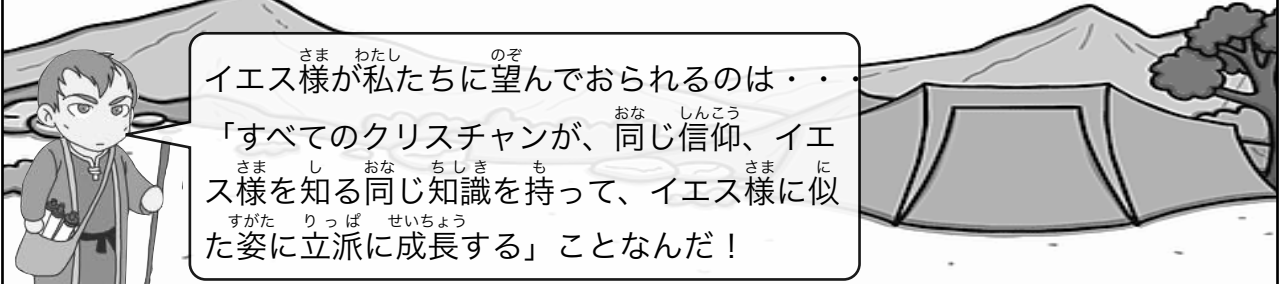 イエス様が私たちに望んでおられるのは・・・
「すべてのクリスチャンが、同じ信仰、イエ
ス様を知る同じ知識を持って、イエス様に似
た姿に立派に成長する」ことなんだ！